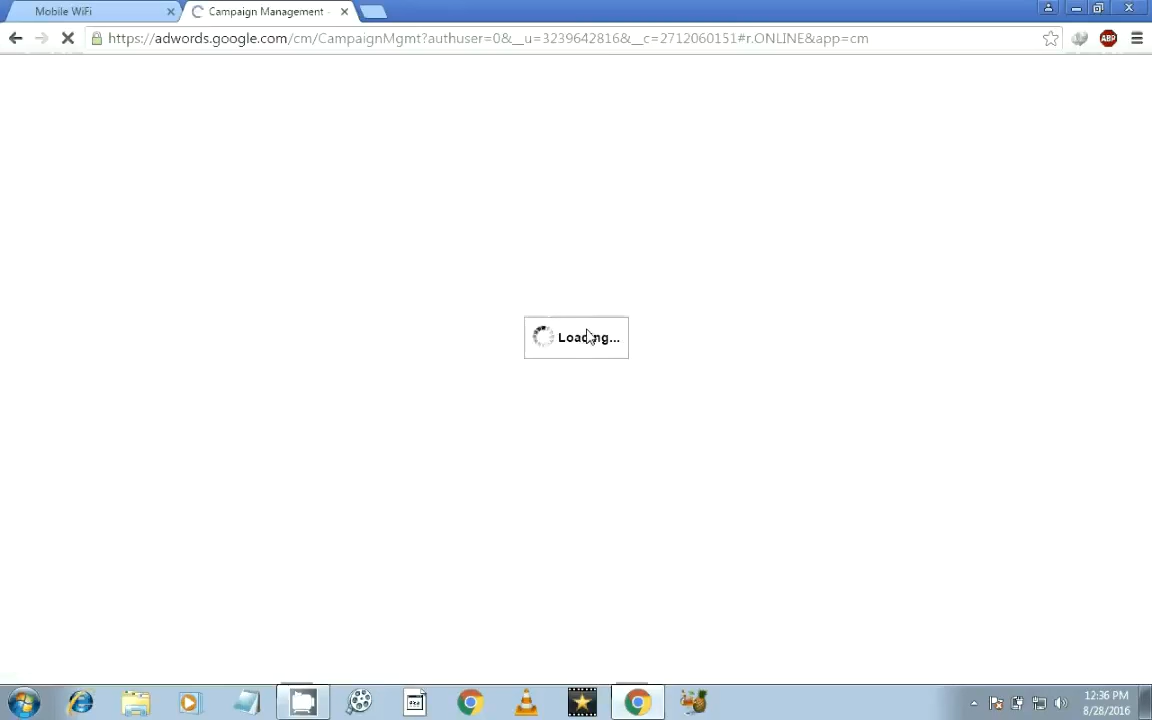 Mobile WiFi
Campaign Management -
https://adwords.google.com/cm/CampaignMgmt?authuser=0&__u=3239642816&__c=2712060151#r.ONLINE&app=cm
ABP
Loading...
12:36 PM
8/28/2016